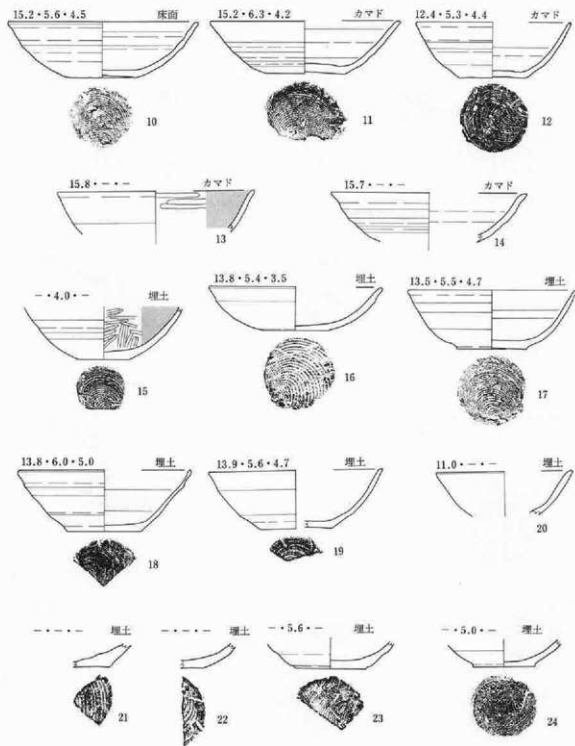 15.2・5.6・4.5 床面
15.2・6.3・4.2 カマド
12.4・5.3・4.4 カマド
10
11
12
15.8・-・- カマド
15.7・-・- カマド
13
14
-・4.0・- 埋土
13.8・5.4・3.5 埋土
13.5・5.5・4.7 埋土
15
16
17
13.8・6.0・5.0 埋土
13.9・5.6・4.7 埋土
11.0・-・- 埋土
18
19
20
-・-・- 埋土
-・-・- 埋土
-・5.6・- 埋土
-・5.0・- 埋土
21
22
23
24